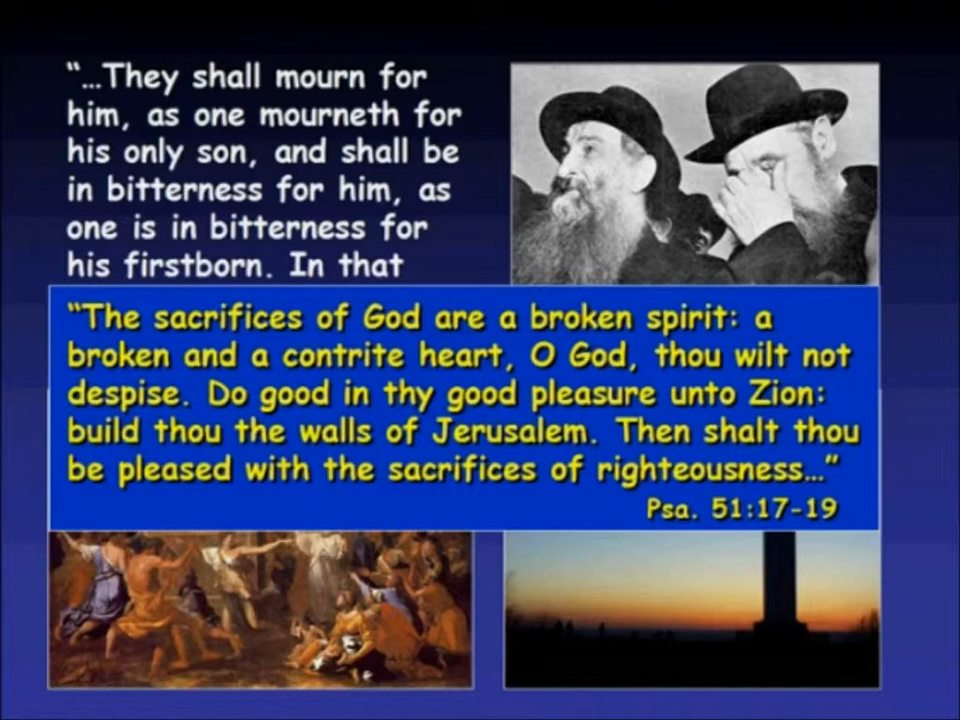 “…They shall mourn for
him, as one mourneth for
his only son, and shall be
in bitterness for him, as
one is in bitterness for
his firstborn. In that
“The sacrifices of God are a broken spirit: a
broken and a contrite heart, O God, thou wilt not
despise. Do good in thy good pleasure unto Zion:
build thou the walls of Jerusalem. Then shalt thou
be pleased with the sacrifices of righteousness…”
Psa. 51:17-19